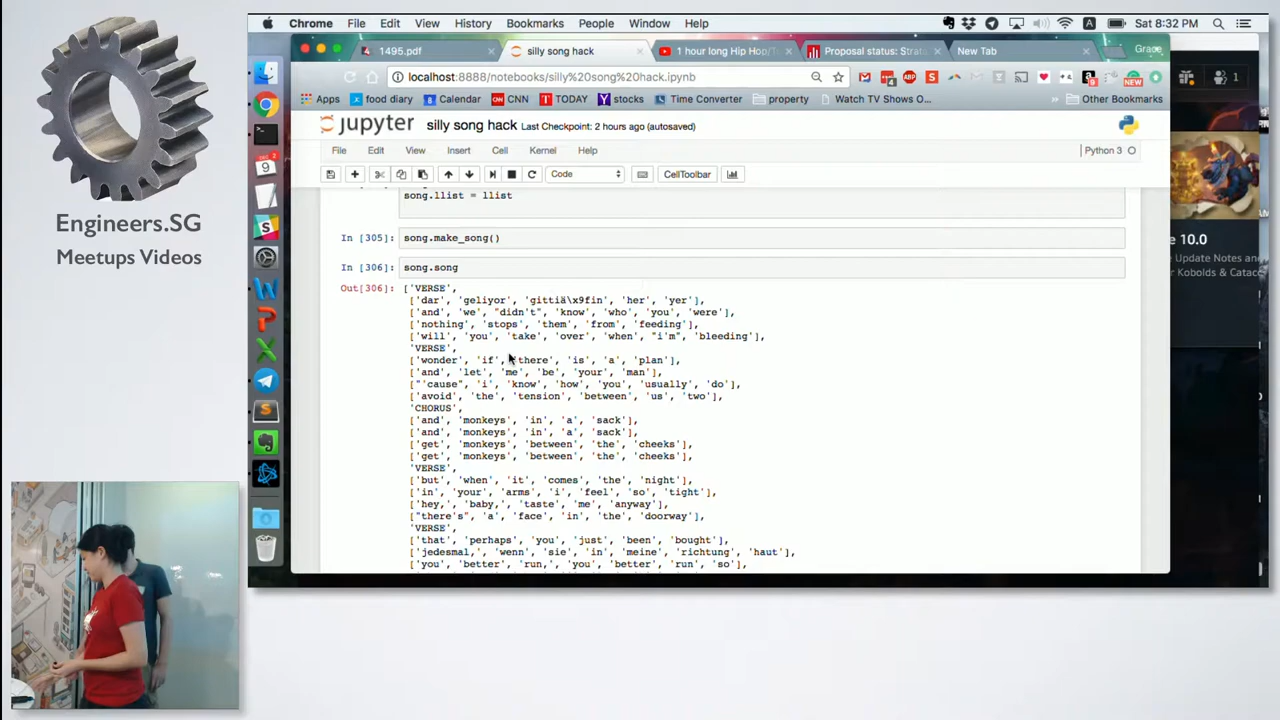 Chrome File Edit View History Bookmarks People Window Help
Sat 8:32 PM
1495.pdf
silly song hack
1 hour long Hip Hop/
Proposal status: Strat
New Tab
Grace
localhost:8888/notebooks/silly%20song%20hack.ipynb
Apps food diary Calendar CNN TODAY stocks Time Converter property Watch TV Shows O... Other Bookmarks
jupyter silly song hack Last Checkpoint: 2 hours ago (autosaved)
File Edit View Insert Cell Kernel Help Python 3
Code CellToolbar
song.llist = llist
In [305]: song.make_song()
In [306]: song.song
Out[306]: ['VERSE',
['dar', 'geliyor', 'gittiä\x9fin', 'her', 'yer'],
['and', 'we', "didn't", 'know', 'who', 'you', 'were'],
['nothing', 'stops', 'them', 'from', 'feeding'],
['will', 'you', 'take', 'over', 'when', "i'm", 'bleeding'],
'VERSE',
['wonder', 'if', 'there', 'is', 'a', 'plan'],
['and', 'let', 'me', 'be', 'your', 'man'],
["'cause", 'i', 'know', 'how', 'you', 'usually', 'do'],
['avoid', 'the', 'tension', 'between', 'us', 'two'],
'CHORUS',
['and', 'monkeys', 'in', 'a', 'sack'],
['and', 'monkeys', 'in', 'a', 'sack'],
['get', 'monkeys', 'between', 'the', 'cheeks'],
['get', 'monkeys', 'between', 'the', 'cheeks'],
'VERSE',
['but', 'when', 'it', 'comes', 'the', 'night'],
['in', 'your', 'arms', 'i', 'feel', 'so', 'tight'],
['hey,', 'baby,', 'taste', 'me', 'anyway'],
["there's", 'a', 'face', 'in', 'the', 'doorway'],
'VERSE',
['that', 'perhaps', 'you', 'just', 'been', 'bought'],
['jedesmal,', 'wenn', 'sie', 'in', 'meine', 'richtung', 'haut'],
['you', 'better', 'run,', 'you', 'better', 'run', 'so'],
Engineers.SG
Meetups Videos
1
e 10.0
e Update Notes and
r Kobolds & Catac